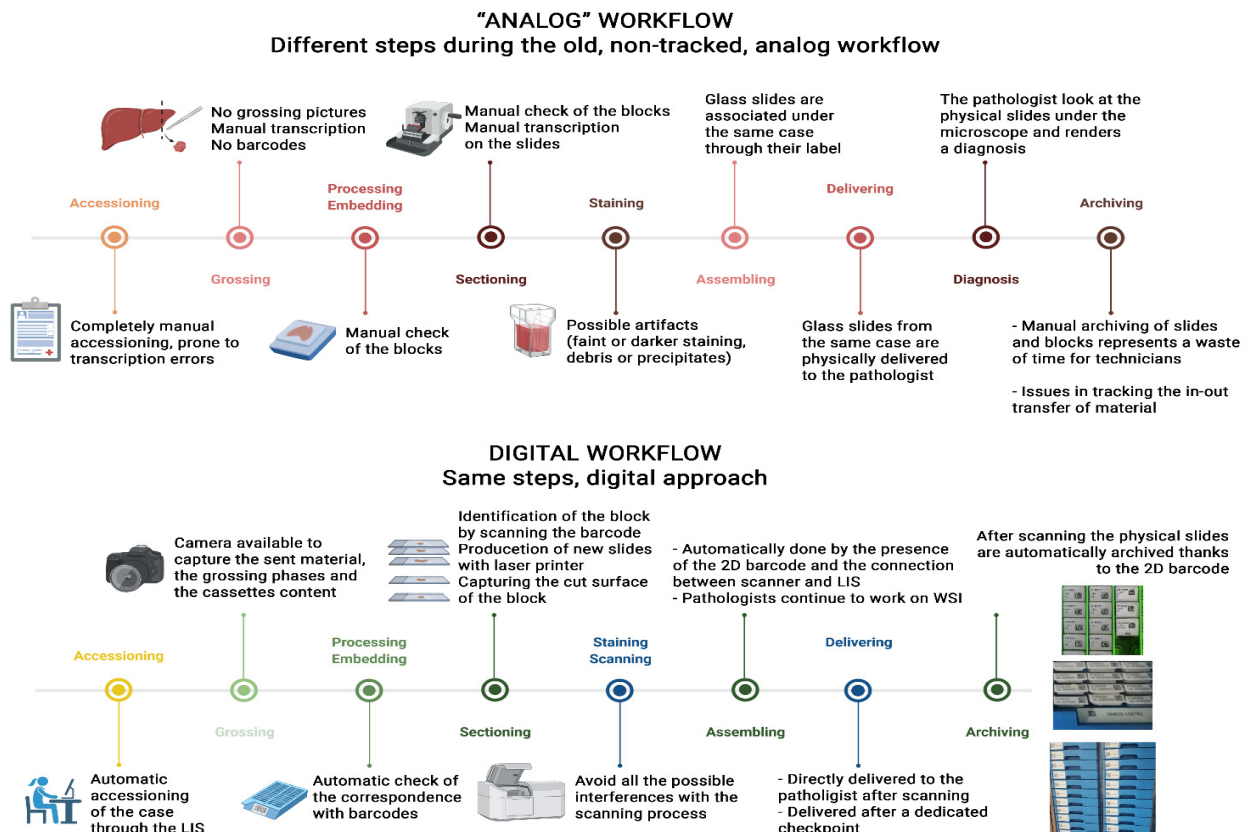 “ANALOG” WORKFLOW
Different steps during the old, non-tracked, analog workflow
No grossing pictures
Manual transcription
No barcodes
Manual check of the blocks
Manual transcription
on the slides
Glass slides are
associated under
the same case
through their label
The pathologist look at the
physical slides under the
microscope and renders
a diagnosis
Accessioning
Processing
Embedding
Staining
Delivering
Archiving
Grossing
Sectioning
Assembling
Diagnosis
Completely manual
accessioning, prone to
transcription errors
Manual check
of the blocks
Possible artifacts
(faint or darker staining,
debris or precipitates)
Glass slides from
the same case are
physically delivered
to the pathologist
- Manual archiving of slides
and blocks represents a waste
of time for technicians
- Issues in tracking the in-out
transfer of material
DIGITAL WORKFLOW
Same steps, digital approach
Camera available to
capture the sent material,
the grossing phases and
the cassettes content
Identification of the block
by scanning the barcode
Producetion of new slides
with laser printer
Capturing the cut surface
of the block
- Automatically done by the presence
of the 2D barcode and the connection
between scanner and LIS
- Pathologists continue to work on WSI
After scanning the physical slides
are automatically archived thanks
to the 2D barcode
Accessioning
Processing
Embedding
Staining
Scanning
Delivering
Grossing
Sectioning
Assembling
Archiving
Automatic
accessioning
of the case
through the LIS
Automatic check of
the correspondence
with barcodes
Avoid all the possible
interferences with the
scanning process
- Directly delivered to the
patholigist after scanning
- Delivered after a dedicated
checkpoint